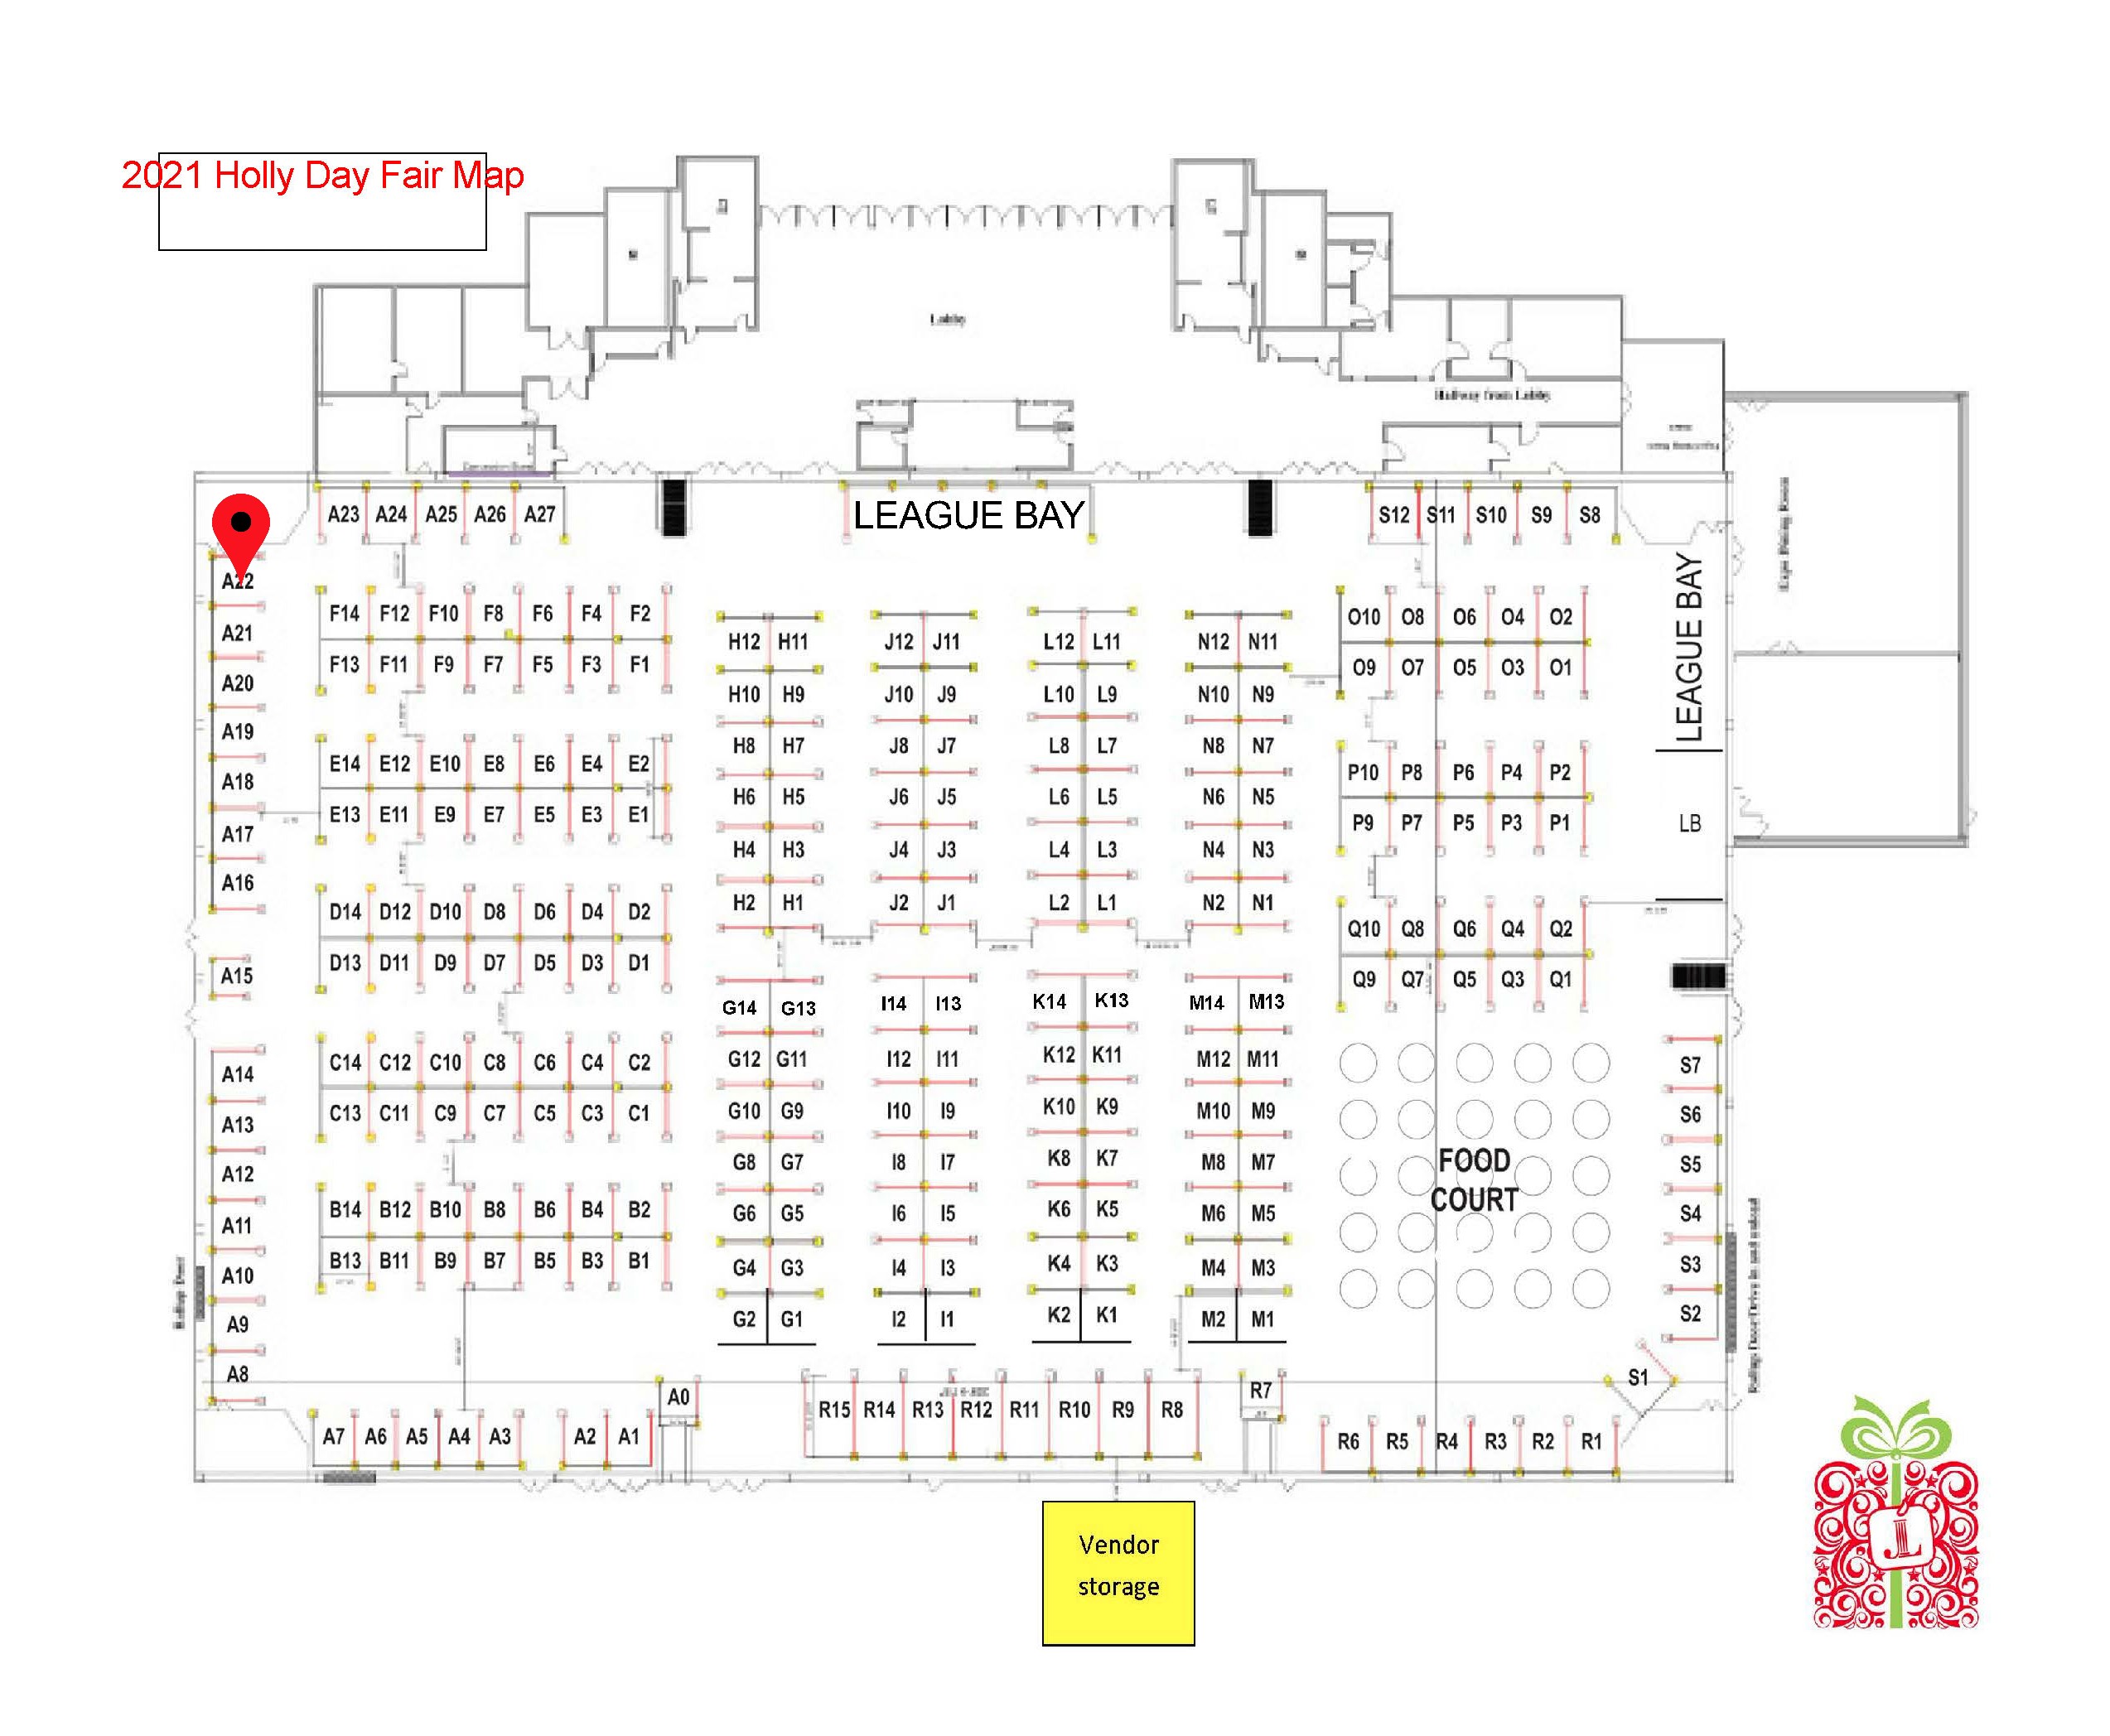 2021 Holly Day Fair Map
Lobby
Hallway from Lobby
LEAGUE BAY
A23 A24 A25 A26 A27
S12 S11 S10 S9 S8
A22
A21
A20
A19
A18
A17
A16
A15
A14
A13
A12
A11
A10
A9
A8
F14 F12 F10 F8 F6 F4 F2
F13 F11 F9 F7 F5 F3 F1
E14 E12 E10 E8 E6 E4 E2
E13 E11 E9 E7 E5 E3 E1
D14 D12 D10 D8 D6 D4 D2
D13 D11 D9 D7 D5 D3 D1
C14 C12 C10 C8 C6 C4 C2
C13 C11 C9 C7 C5 C3 C1
B14 B12 B10 B8 B6 B4 B2
B13 B11 B9 B7 B5 B3 B1
H12 H11
H10 H9
H8 H7
H6 H5
H4 H3
H2 H1
G14 G13
G12 G11
G10 G9
G8 G7
G6 G5
G4 G3
G2 G1
J12 J11
J10 J9
J8 J7
J6 J5
J4 J3
J2 J1
I14 I13
I12 I11
I10 I9
I8 I7
I6 I5
I4 I3
I2 I1
L12 L11
L10 L9
L8 L7
L6 L5
L4 L3
L2 L1
K14 K13
K12 K11
K10 K9
K8 K7
K6 K5
K4 K3
K2 K1
N12 N11
N10 N9
N8 N7
N6 N5
N4 N3
N2 N1
M14 M13
M12 M11
M10 M9
M8 M7
M6 M5
M4 M3
M2 M1
O10 O8 O6 O4 O2
O9 O7 O5 O3 O1
P10 P8 P6 P4 P2
P9 P7 P5 P3 P1
Q10 Q8 Q6 Q4 Q2
Q9 Q7 Q5 Q3 Q1
LEAGUE BAY
LB
FOOD
COURT
S7
S6
S5
S4
S3
S2
S1
A7 A6 A5 A4 A3 A2 A1
A0
R15 R14 R13 R12 R11 R10 R9 R8
R7
R6 R5 R4 R3 R2 R1
Vendor
storage
JL